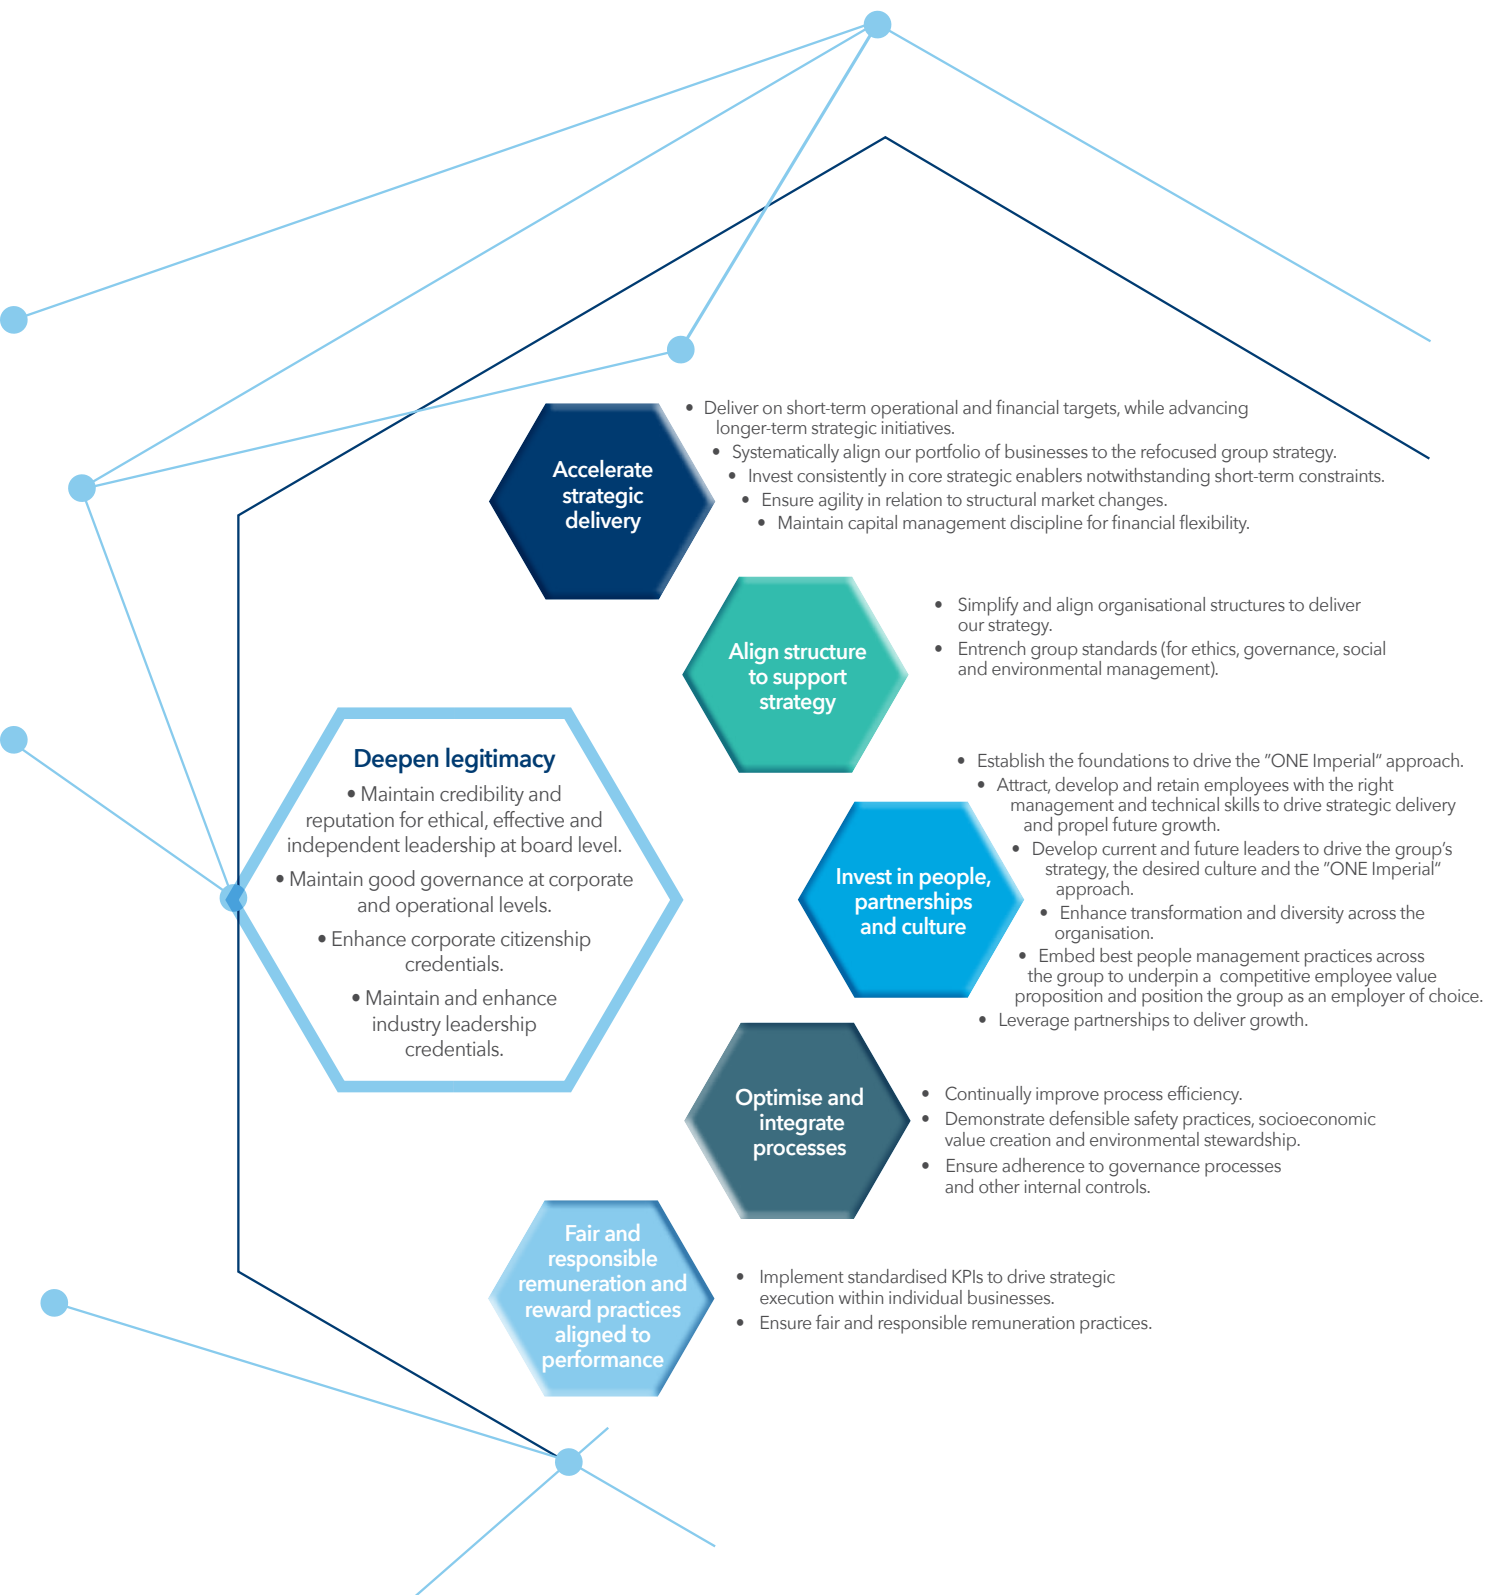 Accelerate
strategic
delivery
• Deliver on short-term operational and financial targets, while advancing
longer-term strategic initiatives.
• Systematically align our portfolio of businesses to the refocused group strategy.
• Invest consistently in core strategic enablers notwithstanding short-term constraints.
• Ensure agility in relation to structural market changes.
• Maintain capital management discipline for financial flexibility.
Align structure
to support
strategy
• Simplify and align organisational structures to deliver
our strategy.
• Entrench group standards (for ethics, governance, social
and environmental management).
Deepen legitimacy
• Maintain credibility and
reputation for ethical, effective and
independent leadership at board level.
• Maintain good governance at corporate
and operational levels.
• Enhance corporate citizenship
credentials.
• Maintain and enhance
industry leadership
credentials.
Invest in people,
partnerships
and culture
• Establish the foundations to drive the "ONE Imperial" approach.
• Attract, develop and retain employees with the right
management and technical skills to drive strategic delivery
and propel future growth.
• Develop current and future leaders to drive the group's
strategy, the desired culture and the "ONE Imperial"
approach.
• Enhance transformation and diversity across the
organisation.
• Embed best people management practices across
the group to underpin a competitive employee value
proposition and position the group as an employer of choice.
• Leverage partnerships to deliver growth.
Optimise and
integrate
processes
• Continually improve process efficiency.
• Demonstrate defensible safety practices, socioeconomic
value creation and environmental stewardship.
• Ensure adherence to governance processes
and other internal controls.
Fair and
responsible
remuneration and
reward practices
aligned to
performance
• Implement standardised KPIs to drive strategic
execution within individual businesses.
• Ensure fair and responsible remuneration practices.